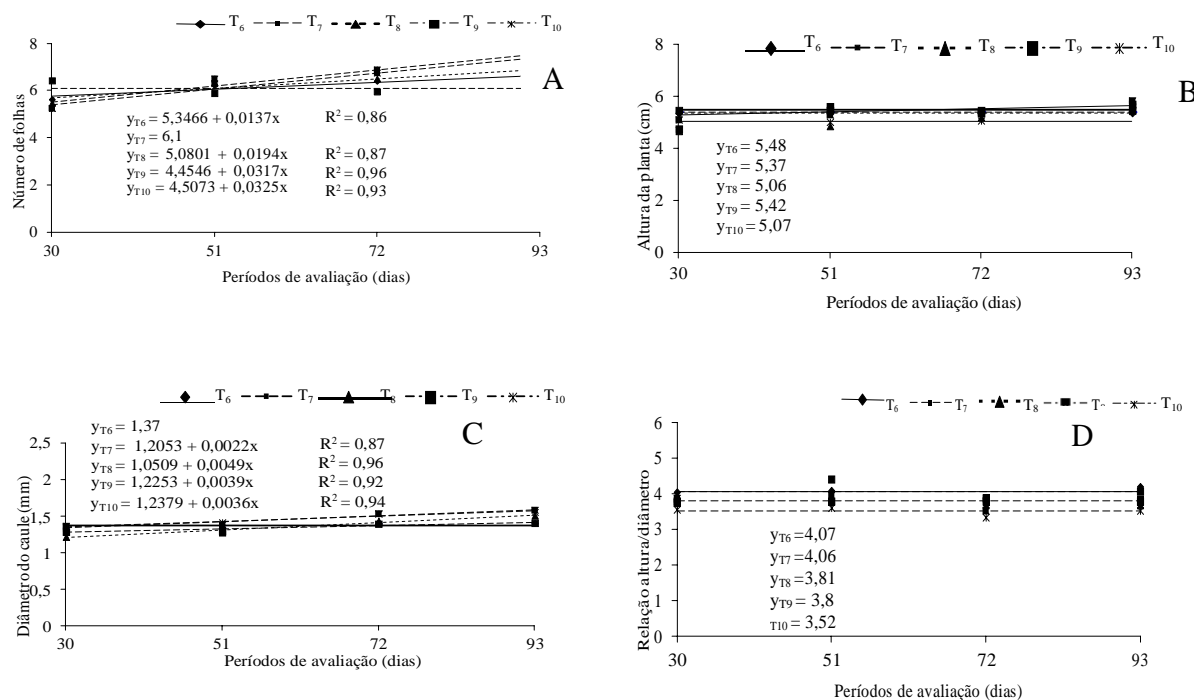 T6 T7 T8 T9 T10
8
6
4
2
0
Número de folhas
A
yT6 = 5,3466 + 0,0137x R2 = 0,86
yT7 = 6,1
yT8 = 5,0801 + 0,0194x R2 = 0,87
yT9 = 4,4546 + 0,0317x R2 = 0,96
yT10 = 4,5073 + 0,0325x R2 = 0,93
30 51 72 93
Períodos de avaliação (dias)
T6 T7 T8 T9 T10
8
6
4
2
0
Altura da planta (cm)
B
yT6 = 5,48
yT7 = 5,37
yT8 = 5,06
yT9 = 5,42
yT10 = 5,07
30 51 72 93
Períodos de avaliação (dias)
T6 T7 T8 T9 T10
2,5
2
1,5
1
0,5
0
Diâmetro do caule (mm)
C
yT6 = 1,37
yT7 = 1,2053 + 0,0022x R2 = 0,87
yT8 = 1,0509 + 0,0049x R2 = 0,96
yT9 = 1,2253 + 0,0039x R2 = 0,92
yT10 = 1,2379 + 0,0036x R2 = 0,94
30 51 72 93
Períodos de avaliação (dias)
T6 T7 T8 T10
6
5
4
3
2
1
0
Relação altura/diâmetro
D
yT6 =4,07
yT7 =4,06
yT8 = 3,81
yT9 = 3,8
T10 = 3,52
30 51 72 93
Períodos de avaliação (dias)